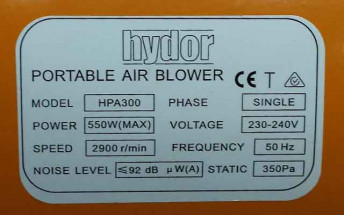 hydor
PORTABLE AIR BLOWER CE T
MODEL HPA300 PHASE SINGLE
POWER 550W(MAX) VOLTAGE 230-240V
SPEED 2900 r/min FREQUENCY 50 Hz
NOISE LEVEL ≤92 dB μW(A) STATIC 350Pa